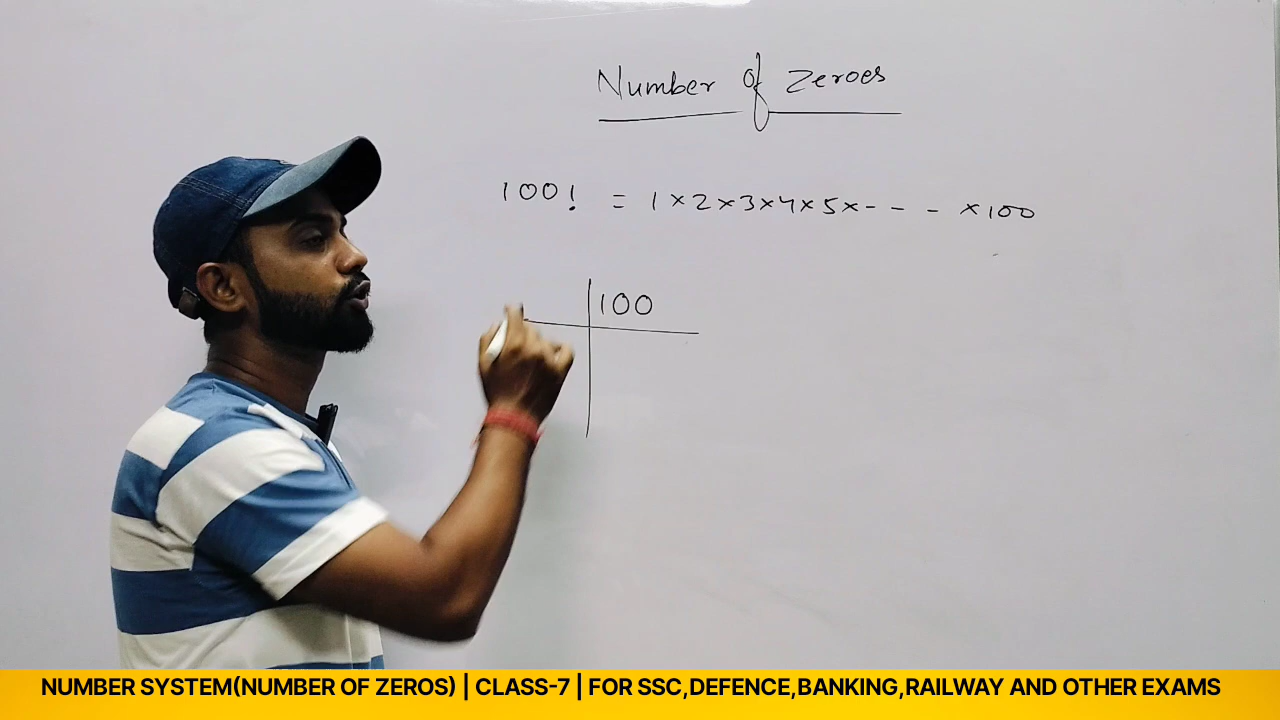 Number of Zeroes
100! = 1×2×3×4×5×- - - ×100
100
NUMBER SYSTEM(NUMBER OF ZEROS) | CLASS-7 | FOR SSC,DEFENCE,BANKING,RAILWAY AND OTHER EXAMS